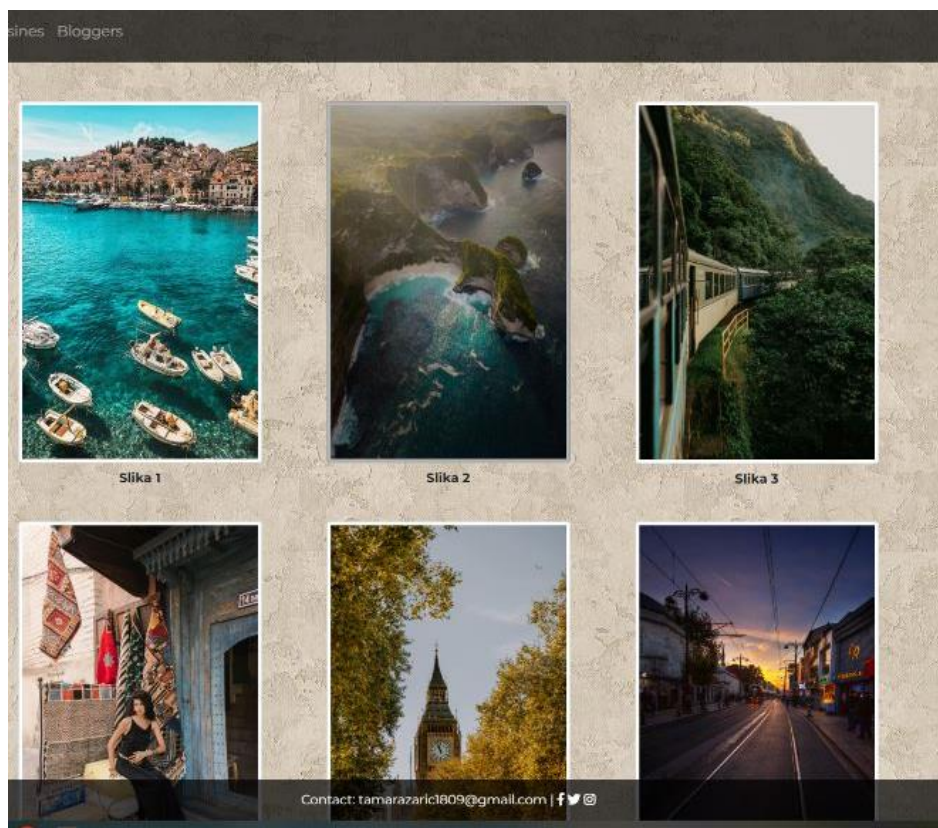 sines Bloggers
Slika 1
Slika 2
Slika 3
Contact: tamarazaric1809@gmail.com |